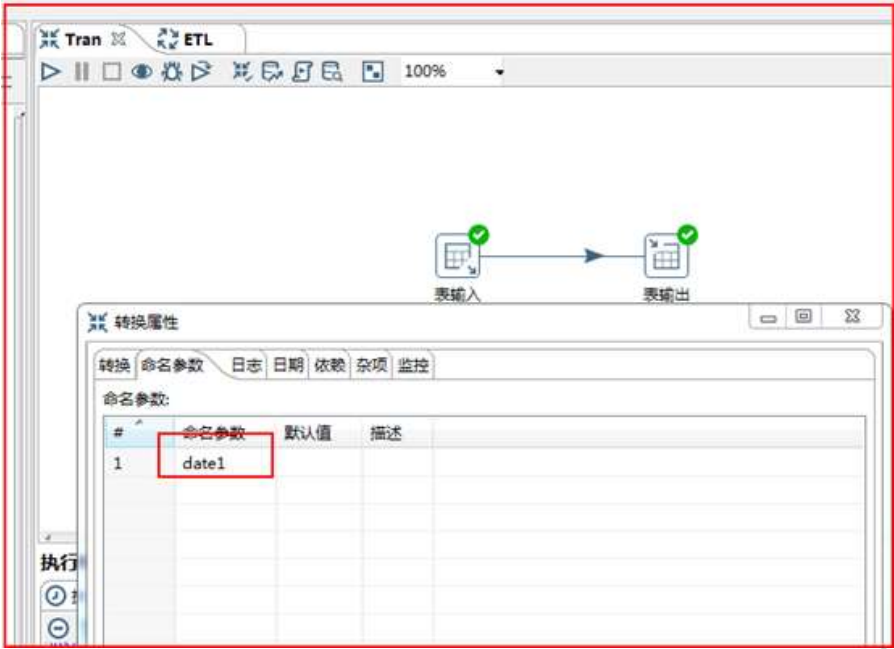 Tran ETL
100%
表输入 表输出
转换属性
转换 命名参数 日志 日期 依赖 杂项 监控
命名参数:
# 命名参数 默认值 描述
1 date1
执行